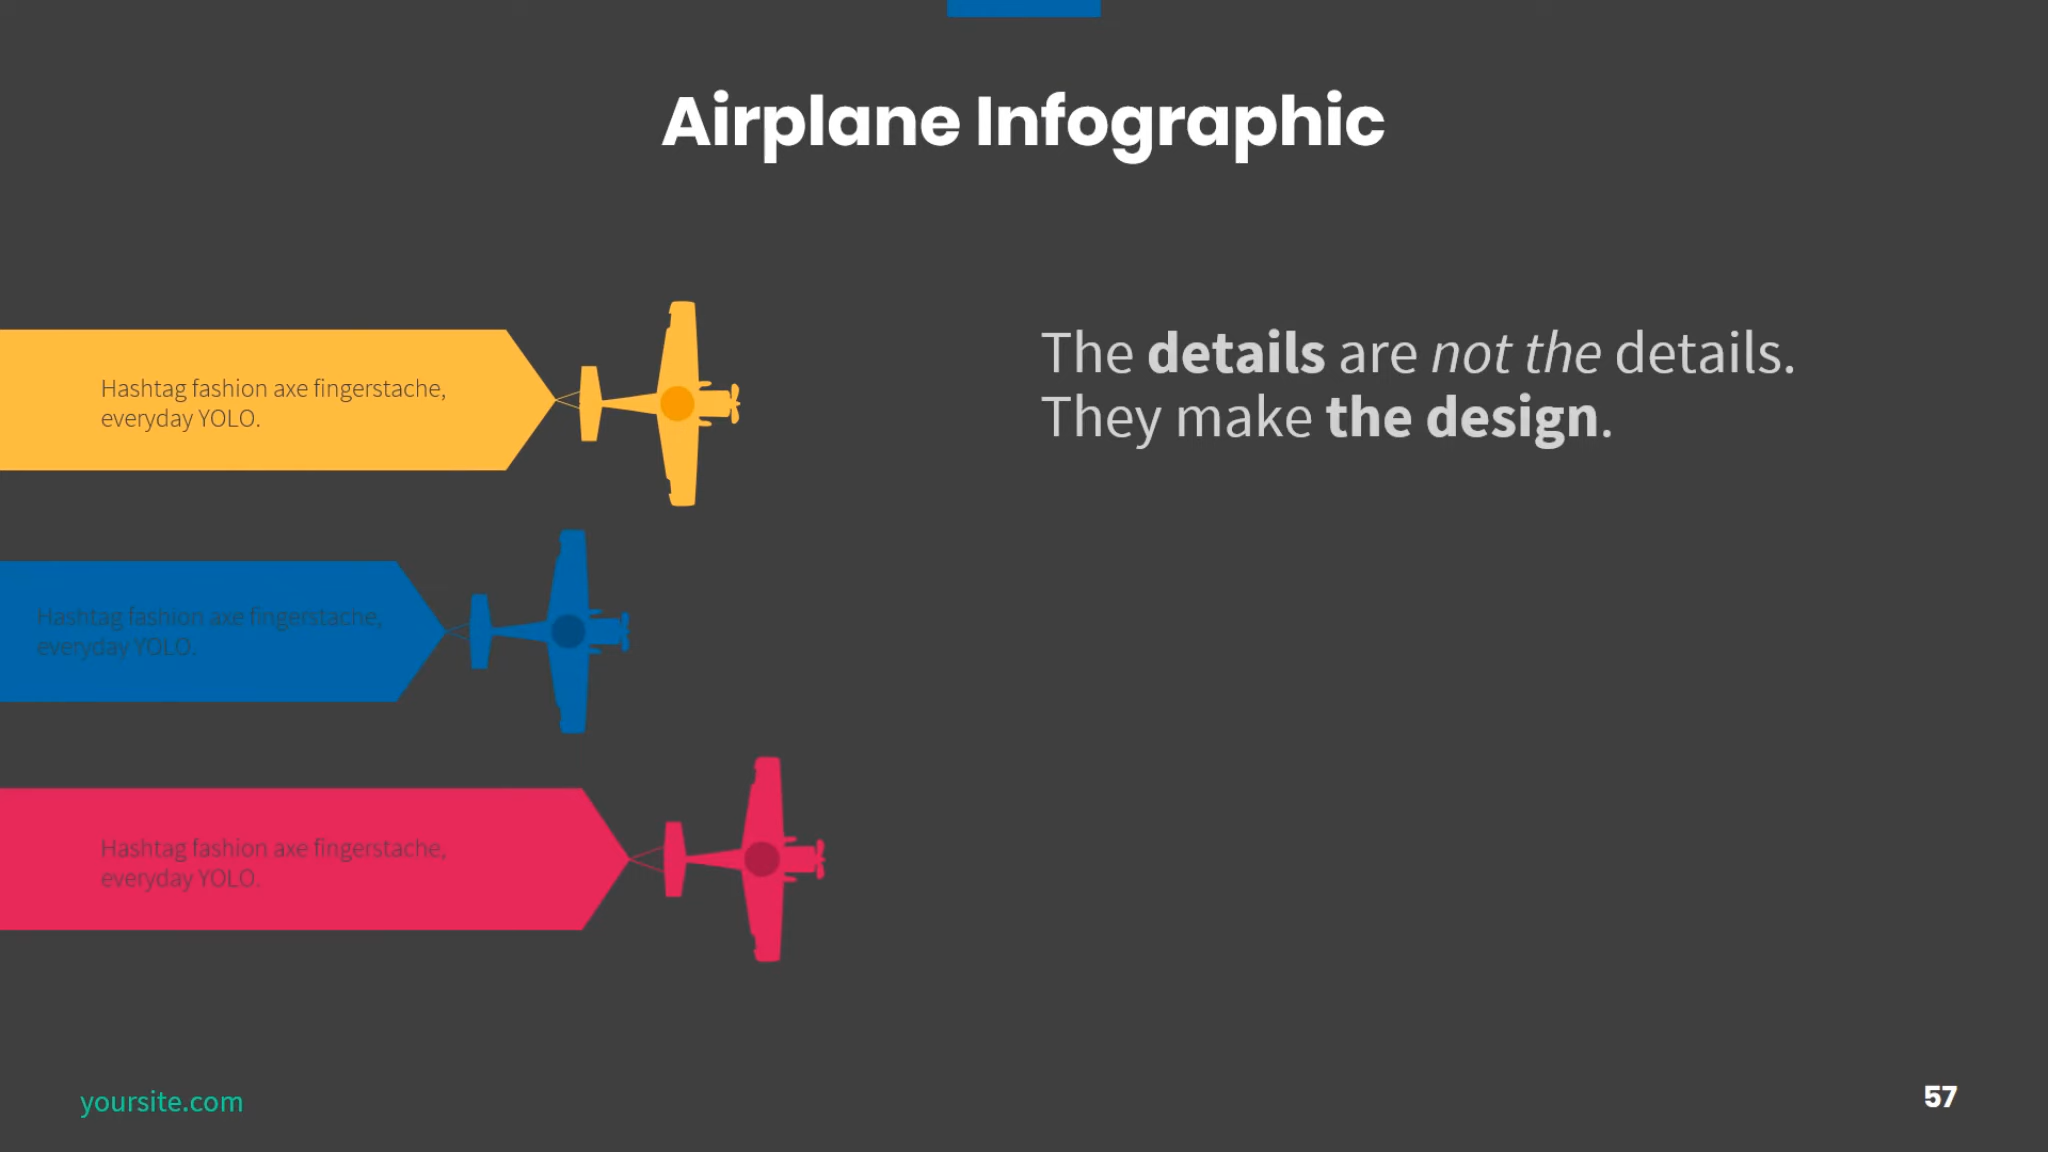 Airplane Infographic
Hashtag fashion axe fingerstache,
everyday YOLO.
The details are not the details.
They make the design.
Hashtag fashion axe fingerstache,
everyday YOLO.
Hashtag fashion axe fingerstache,
everyday YOLO.
yoursite.com
57